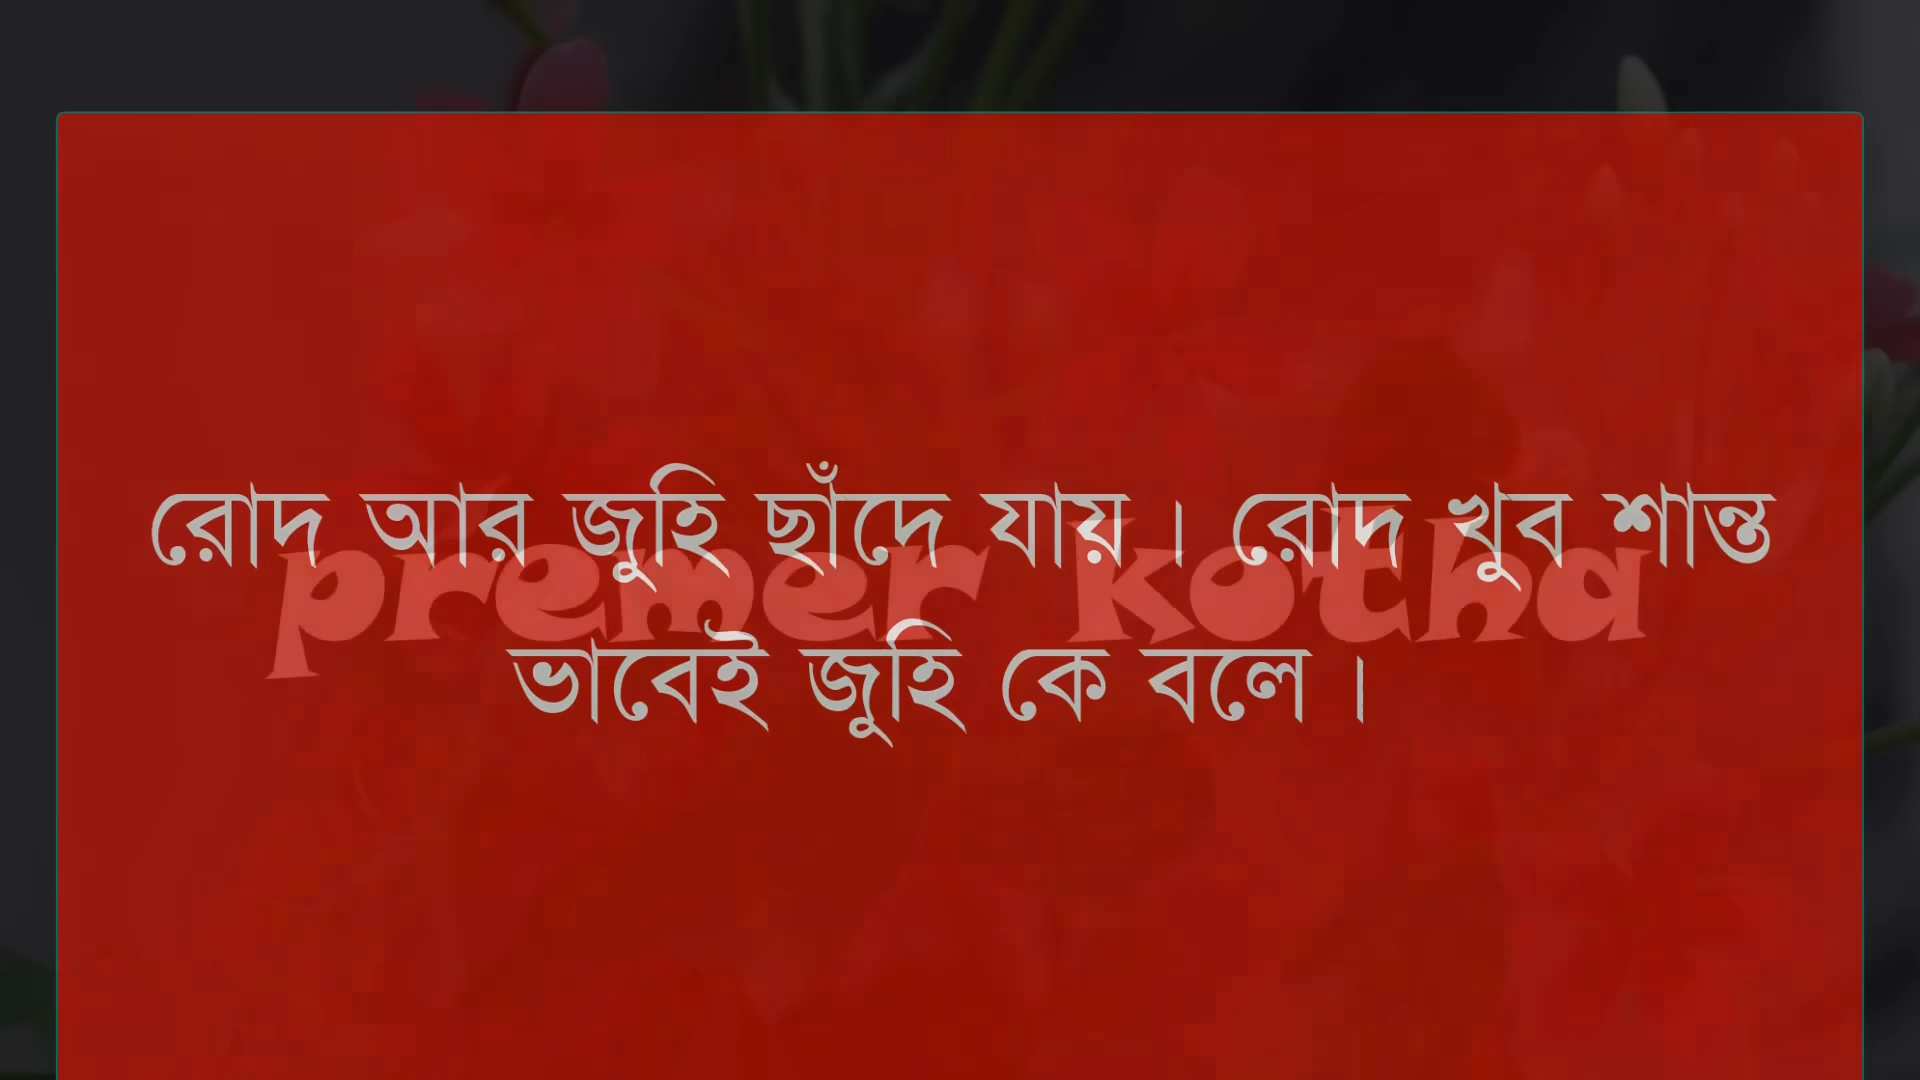 রোদ আর জুহি ছাঁদে যায়। রোদ খুব শান্ত
premer kotha
ভাবেই জুহি কে বলে ।